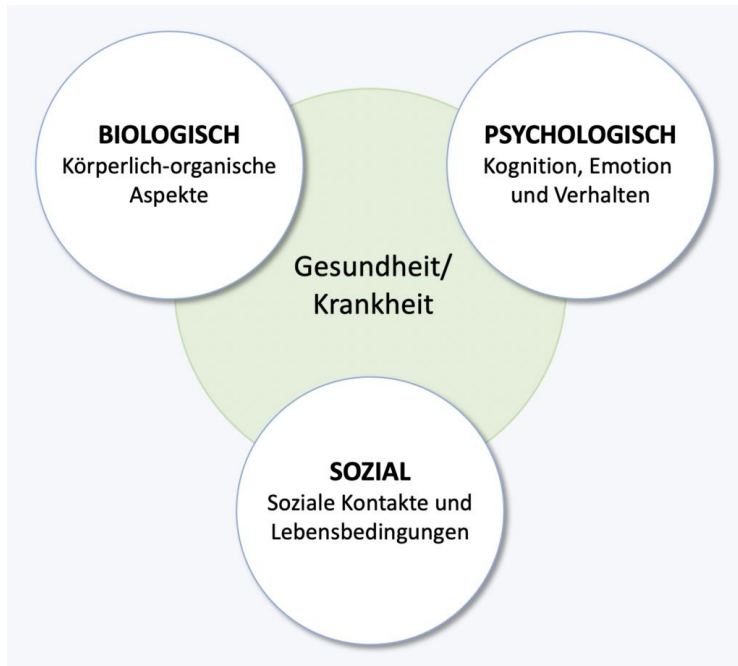 BIOLOGISCH
Körperlich-organische
Aspekte
PSYCHOLOGISCH
Kognition, Emotion
und Verhalten
Gesundheit/
Krankheit
SOZIAL
Soziale Kontakte und
Lebensbedingungen